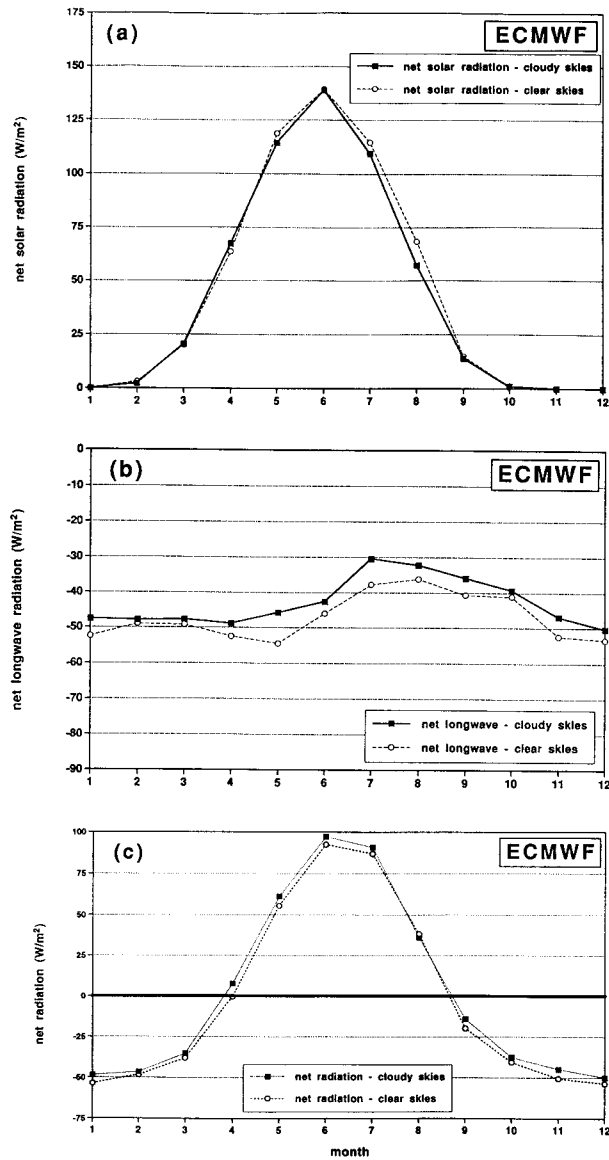 (a)
ECMWF
net solar radiation - cloudy skies
net solar radiation - clear skies
net solar radiation (W/m²)
175
150
125
100
75
50
25
0
1 2 3 4 5 6 7 8 9 10 11 12
(b)
ECMWF
net longwave radiation (W/m²)
0
-10
-20
-30
-40
-50
-60
-70
-80
-90
net longwave - cloudy skies
net longwave - clear skies
1 2 3 4 5 6 7 8 9 10 11 12
(c)
ECMWF
net radiation (W/m²)
100
75
50
25
0
-25
-50
-75
net radiation - cloudy skies
net radiation - clear skies
1 2 3 4 5 6 7 8 9 10 11 12
month